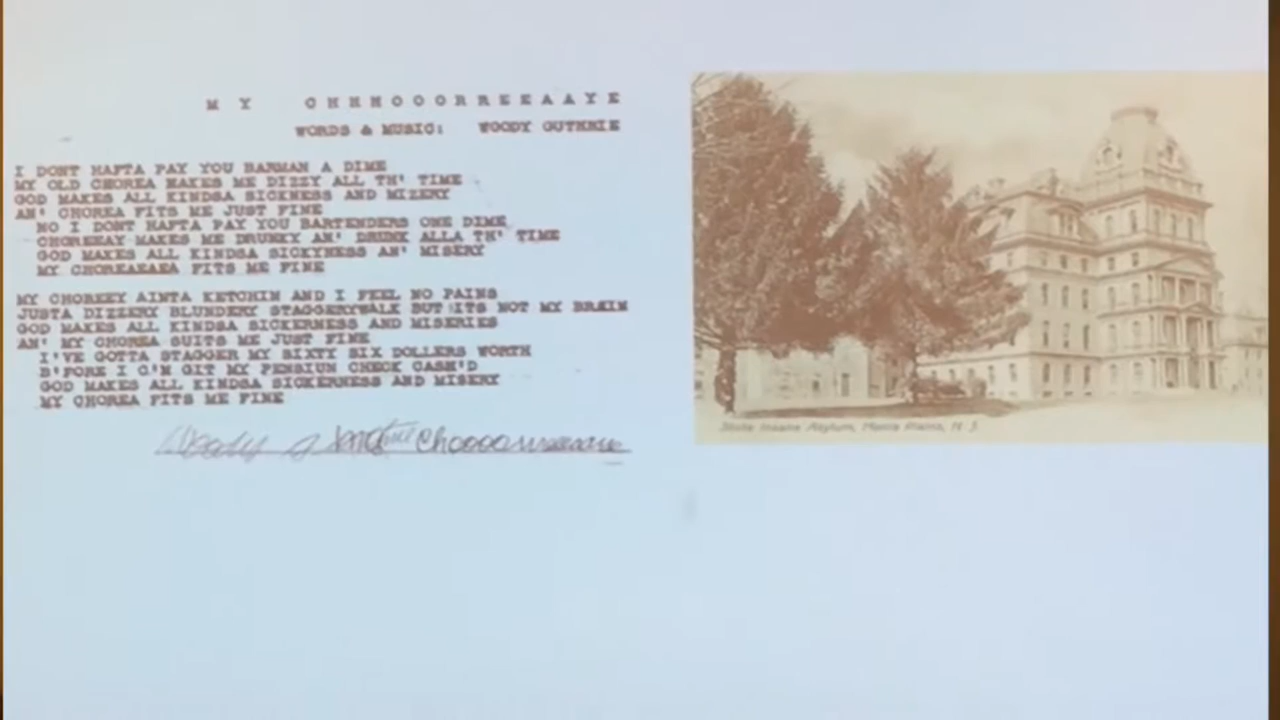 M Y CHHHOOORREEAAYE
WORDS & MUSIC: WOODY GUTHRIE
I DONT HAFTA PAY YOU BARMAN A DIME
MY OLD CHOREA MAKES ME DIZZY ALL TH' TIME
GOD MAKES ALL KINDSA SICKNESS AND MIZERY
AN' CHOREA FITS ME JUST FINE
NO I DONT HAFTA PAY YOU BARTENDERS ONE DIME
CHOREEAY MAKES ME DRUNKY AN' DRUNK ALLA TH' TIME
GOD MAKES ALL KINDSA SICKYNESS AN' MISERY
MY CHOREAEAEA FITS ME FINE
MY CHOREEY AINTA KETCHIN AND I FEEL NO PAINS
JUSTA DIZZERY BLUNDERY STAGGERYWALK BUT ITS NOT MY BRAIN
GOD MAKES ALL KINDSA SICKERNESS AND MISERIES
AN' MY CHOREA SUITS ME JUST FINE
I'VE GOTTA STAGGER MY SIXTY SIX DOLLERS WORTH
B'FORE I C'N GIT MY PENSIUN CHECK CASH'D
GOD MAKES ALL KINDSA SICKERNESS AND MISERY
MY CHOREA FITS ME FINE
Woody
State Insane Asylum, Morris Plains, N. J.